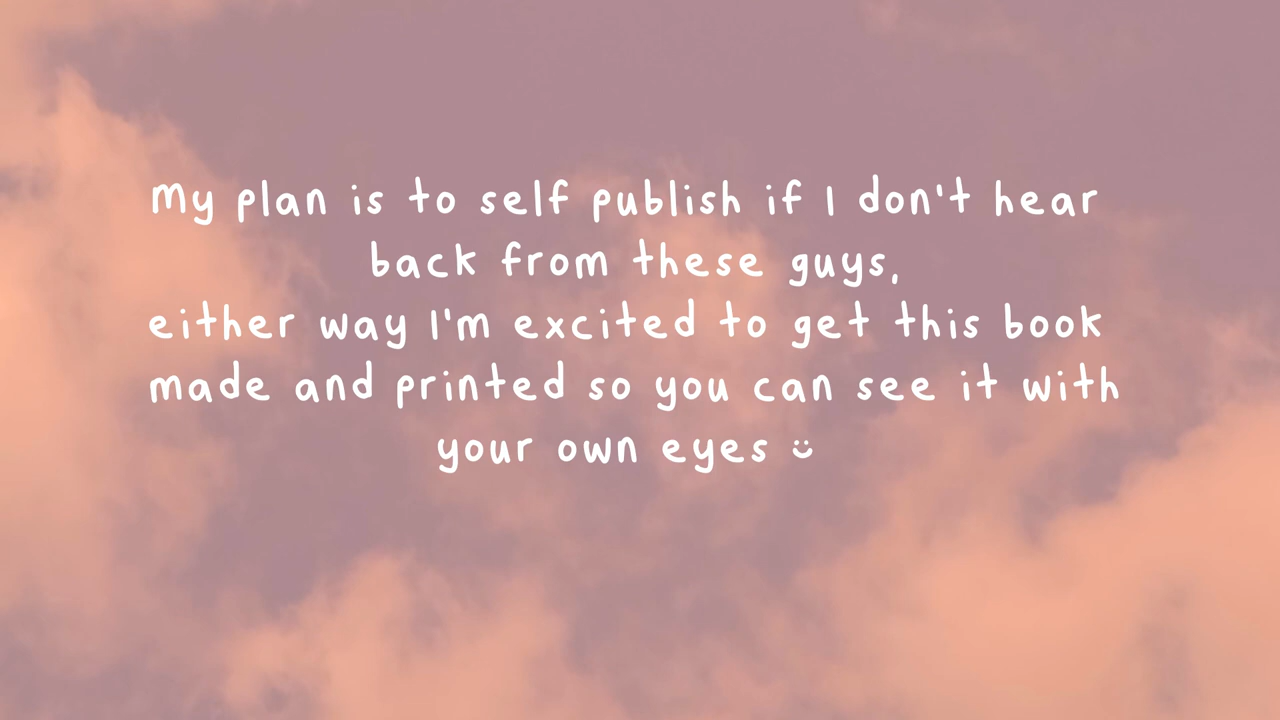 my plan is to self publish if I don't hear
back from these guys,
either way I'm excited to get this book
made and printed so you can see it with
your own eyes ü